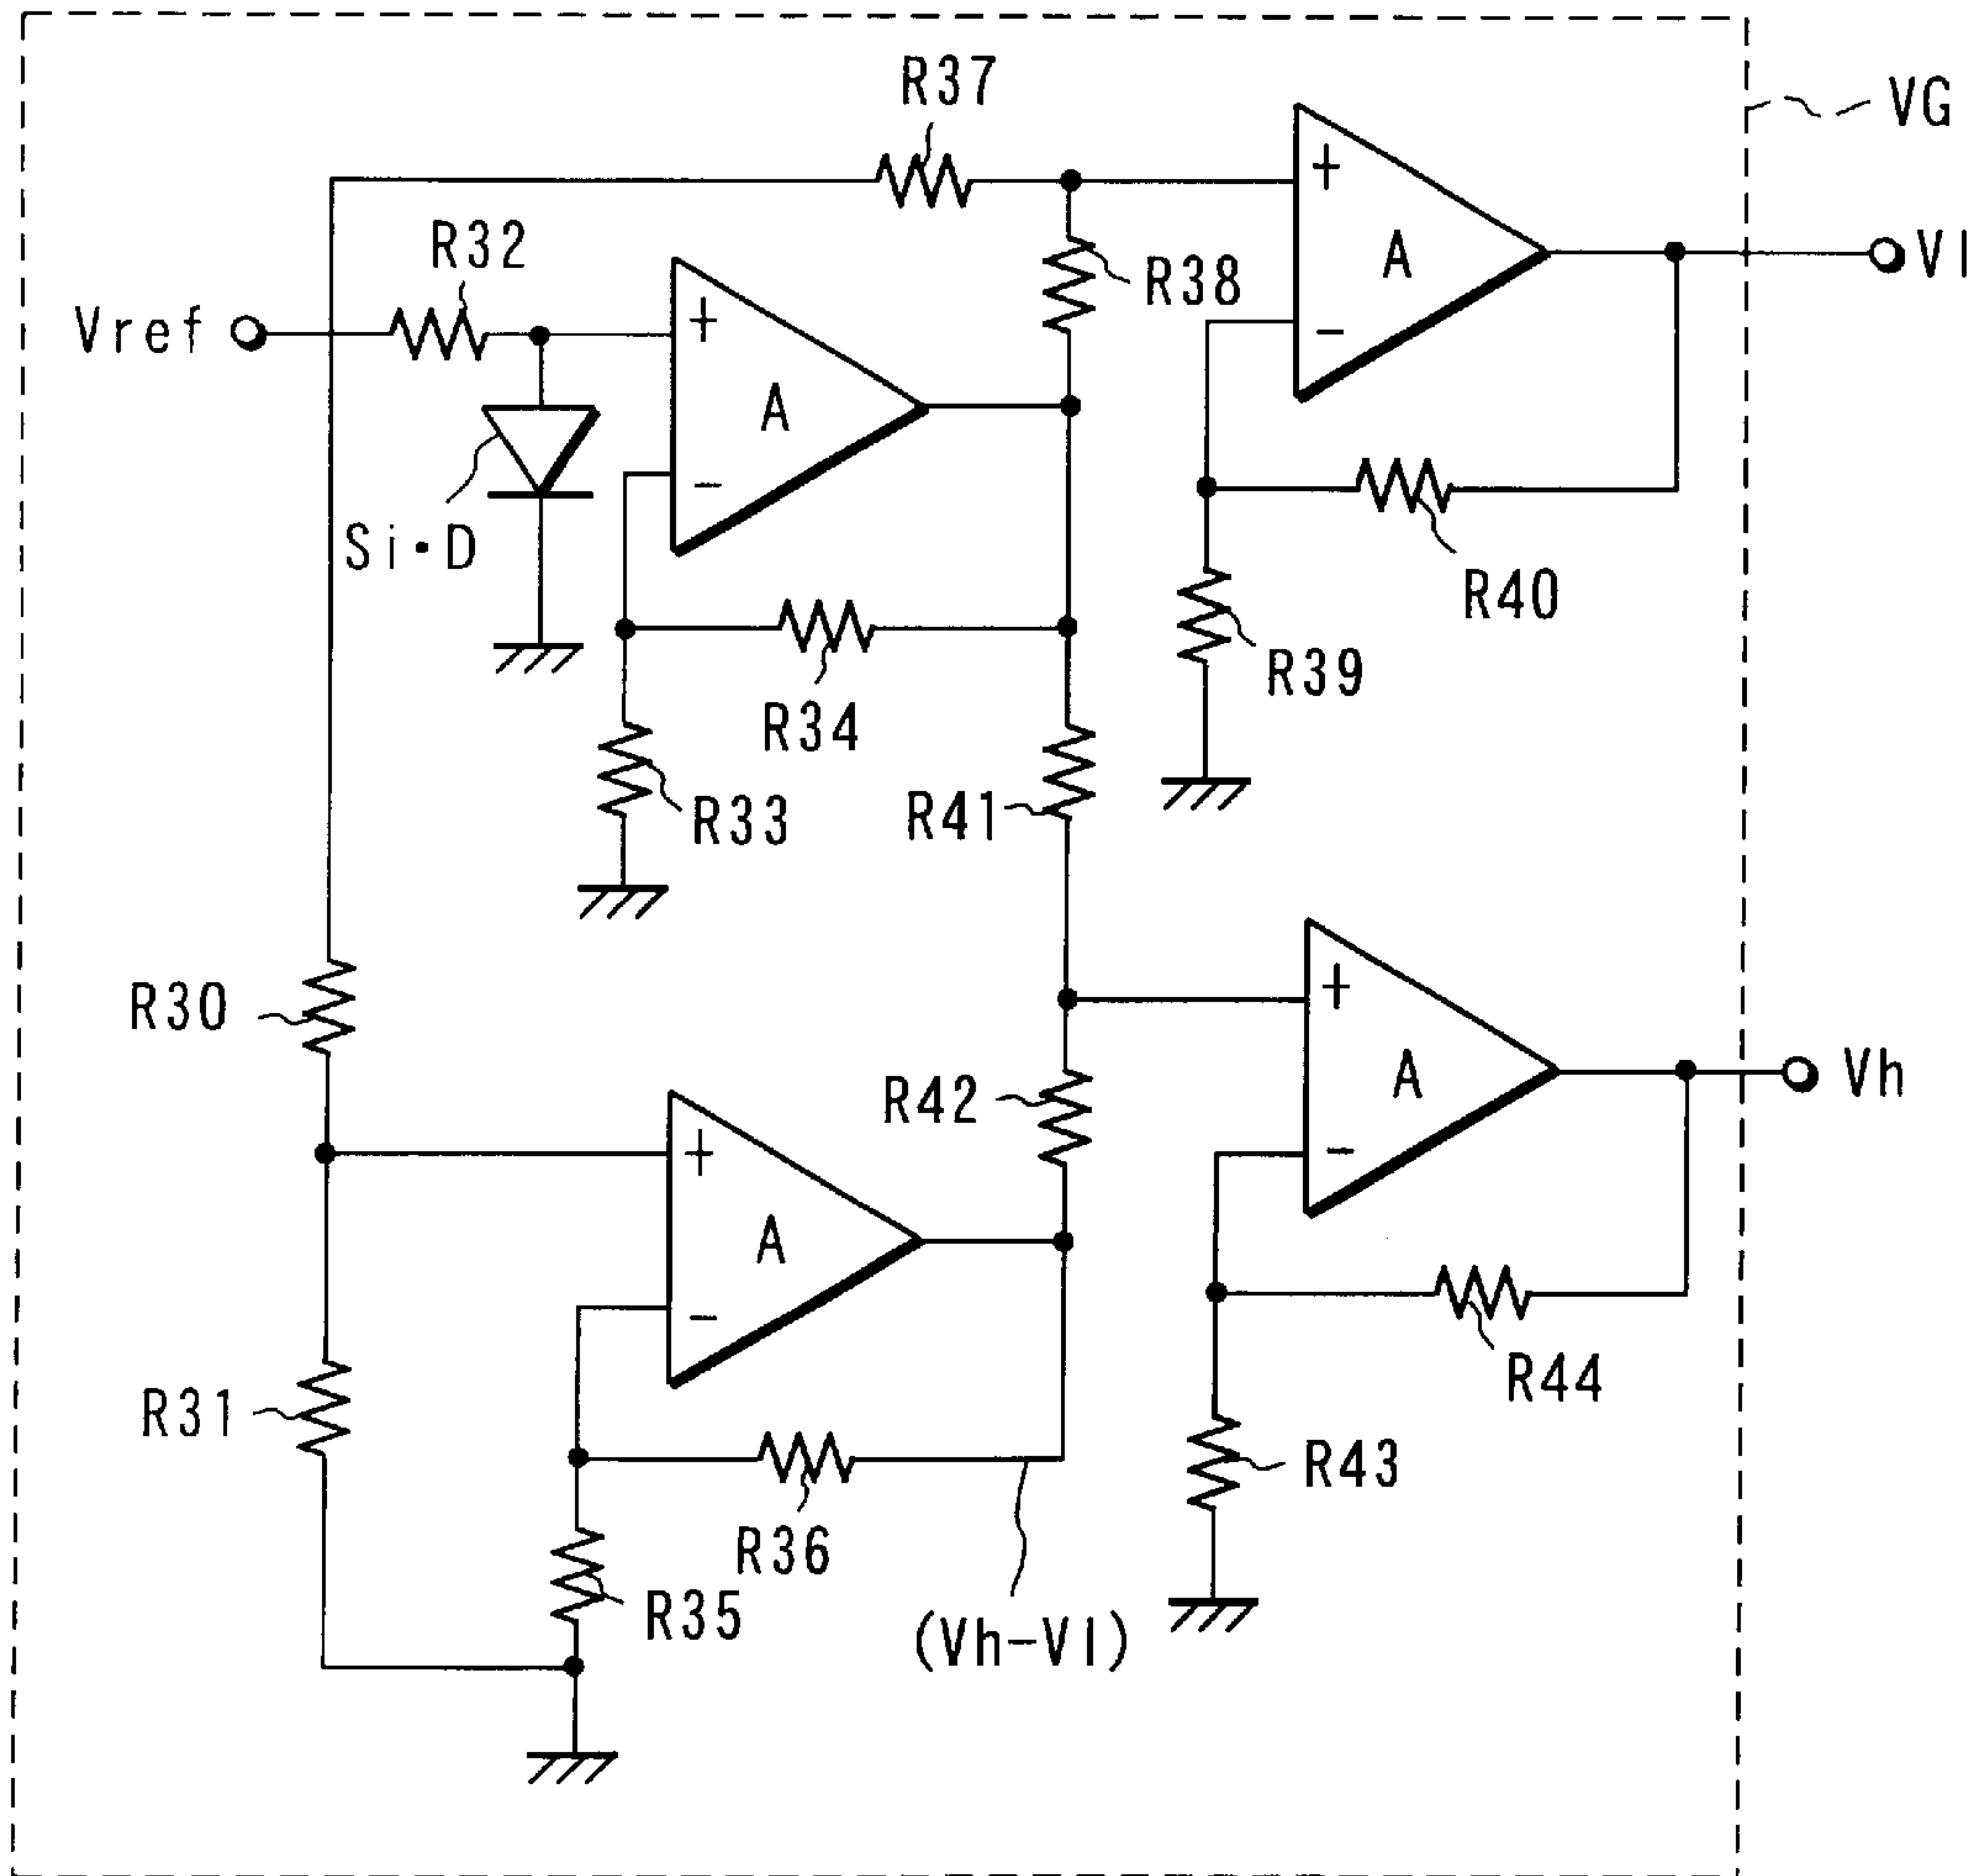 R37
VG
+
R32
A
Vl
R38
Vref
+
A
-
-
Si・D
R40
R39
R34
R33
R41
R30
+
R42
A
Vh
+
-
A
R44
-
R31
R43
R36
R35
(Vh-Vl)